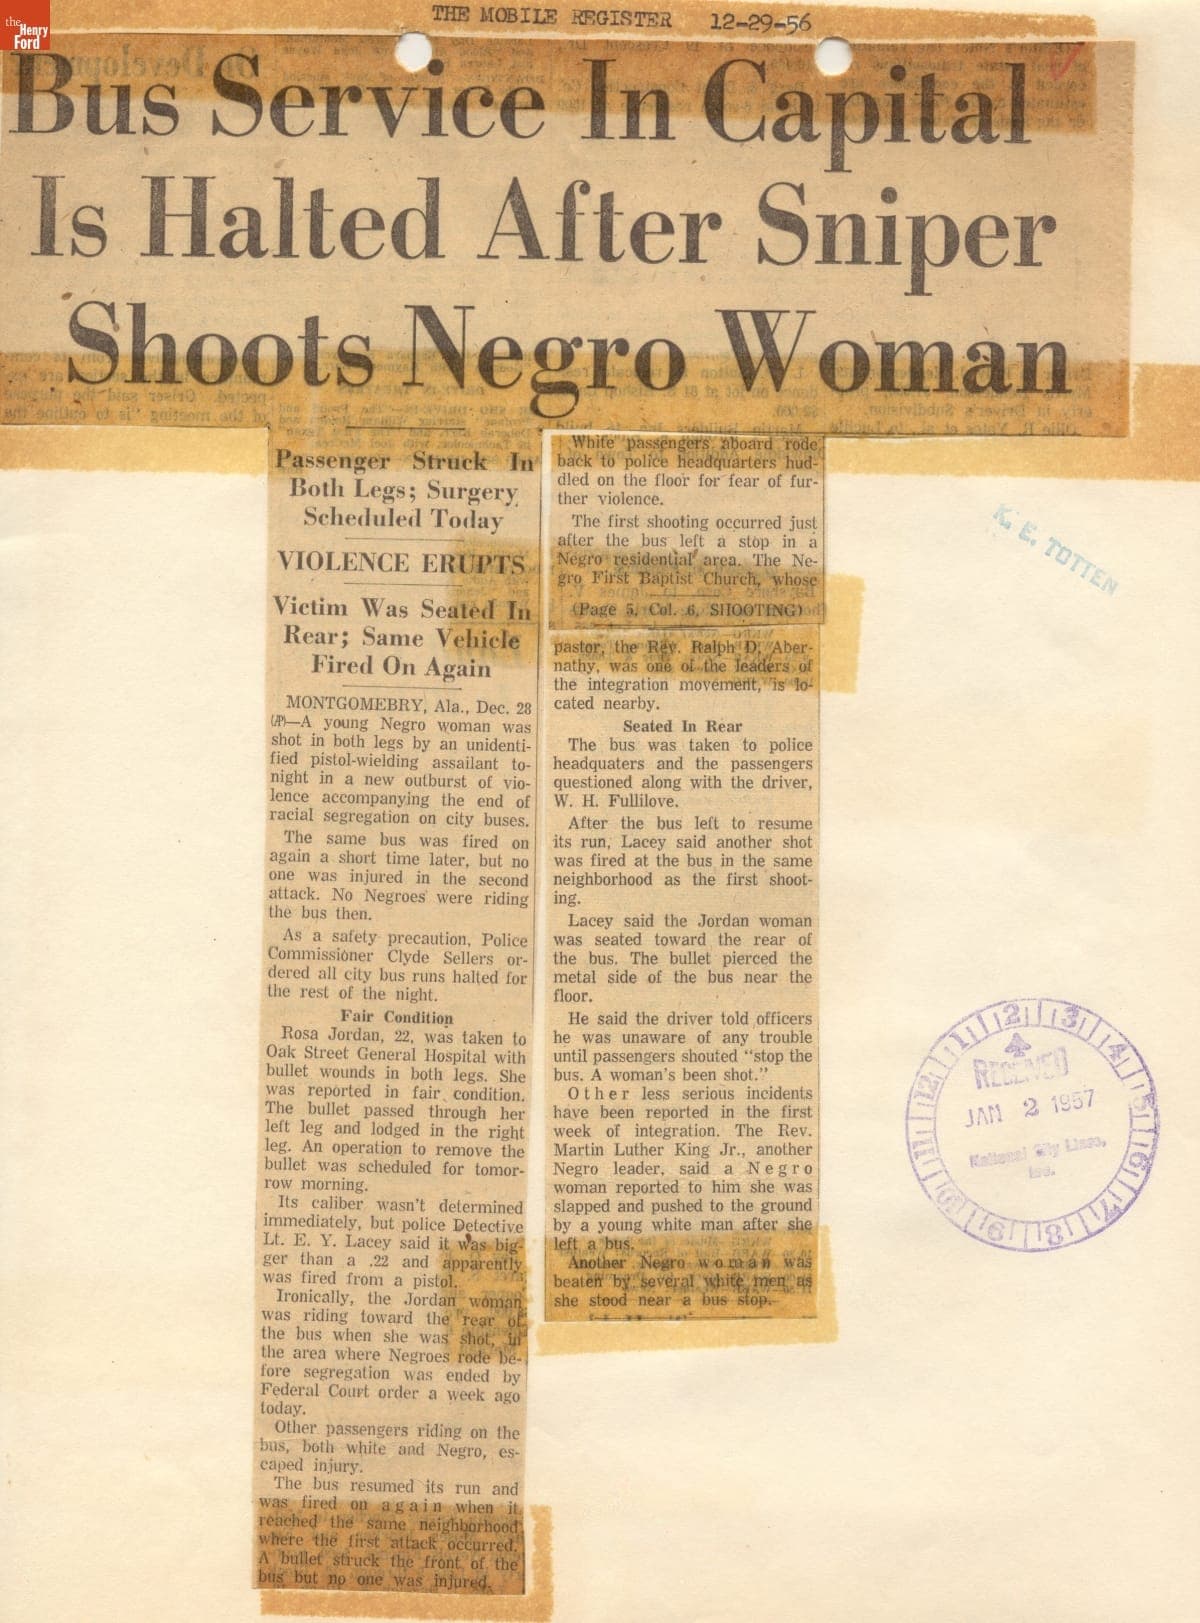 the
Henry
Ford
THE MOBILE REGISTER 12-29-56
Bus Service In Capital
Is Halted After Sniper
Shoots Negro Woman
Passenger Struck In
Both Legs; Surgery
Scheduled Today
VIOLENCE ERUPTS
Victim Was Seated In
Rear; Same Vehicle
Fired On Again
MONTGOMEBRY, Ala., Dec. 28
(AP)—A young Negro woman was
shot in both legs by an unidenti-
fied pistol-wielding assailant to-
night in a new outburst of vio-
lence accompanying the end of
racial segregation on city buses.
The same bus was fired on
again a short time later, but no
one was injured in the second
attack. No Negroes were riding
the bus then.
As a safety precaution, Police
Commissioner Clyde Sellers or-
dered all city bus runs halted for
the rest of the night.
Fair Condition
Rosa Jordan, 22, was taken to
Oak Street General Hospital with
bullet wounds in both legs. She
was reported in fair condition.
The bullet passed through her
left leg and lodged in the right
leg. An operation to remove the
bullet was scheduled for tomor-
row morning.
Its caliber wasn't determined
immediately, but police Detective
Lt. E. Y. Lacey said it was big-
ger than a .22 and apparently
was fired from a pistol.
Ironically, the Jordan woman
was riding toward the rear of
the bus when she was shot, in
the area where Negroes rode be-
fore segregation was ended by
Federal Court order a week ago
today.
Other passengers riding on the
bus, both white and Negro, es-
caped injury.
The bus resumed its run and
was fired on again when it
reached the same neighborhood
where the first attack occurred.
A bullet struck the front of the
bus but no one was injured.
White passengers aboard rode
back to police headquarters hud-
dled on the floor for fear of fur-
ther violence.
The first shooting occurred just
after the bus left a stop in a
Negro residential area. The Ne-
gro First Baptist Church, whose
(Page 5, Col. 6, SHOOTING)
pastor, the Rev. Ralph D. Aber-
nathy, was one of the leaders of
the integration movement, is lo-
cated nearby.
Seated In Rear
The bus was taken to police
headquaters and the passengers
questioned along with the driver,
W. H. Fullilove.
After the bus left to resume
its run, Lacey said another shot
was fired at the bus in the same
neighborhood as the first shoot-
ing.
Lacey said the Jordan woman
was seated toward the rear of
the bus. The bullet pierced the
metal side of the bus near the
floor.
He said the driver told officers
he was unaware of any trouble
until passengers shouted "stop the
bus. A woman's been shot."
Other less serious incidents
have been reported in the first
week of integration. The Rev.
Martin Luther King Jr., another
Negro leader, said a Negro
woman reported to him she was
slapped and pushed to the ground
by a young white man after she
left a bus.
Another Negro woman was
beaten by several white men as
she stood near a bus stop.
K. E. TOTTEN
12 1 2 3 4 5 6 7 8 9 10 11
RECEIVED
JAN 2 1957
National City Lines,
Inc.